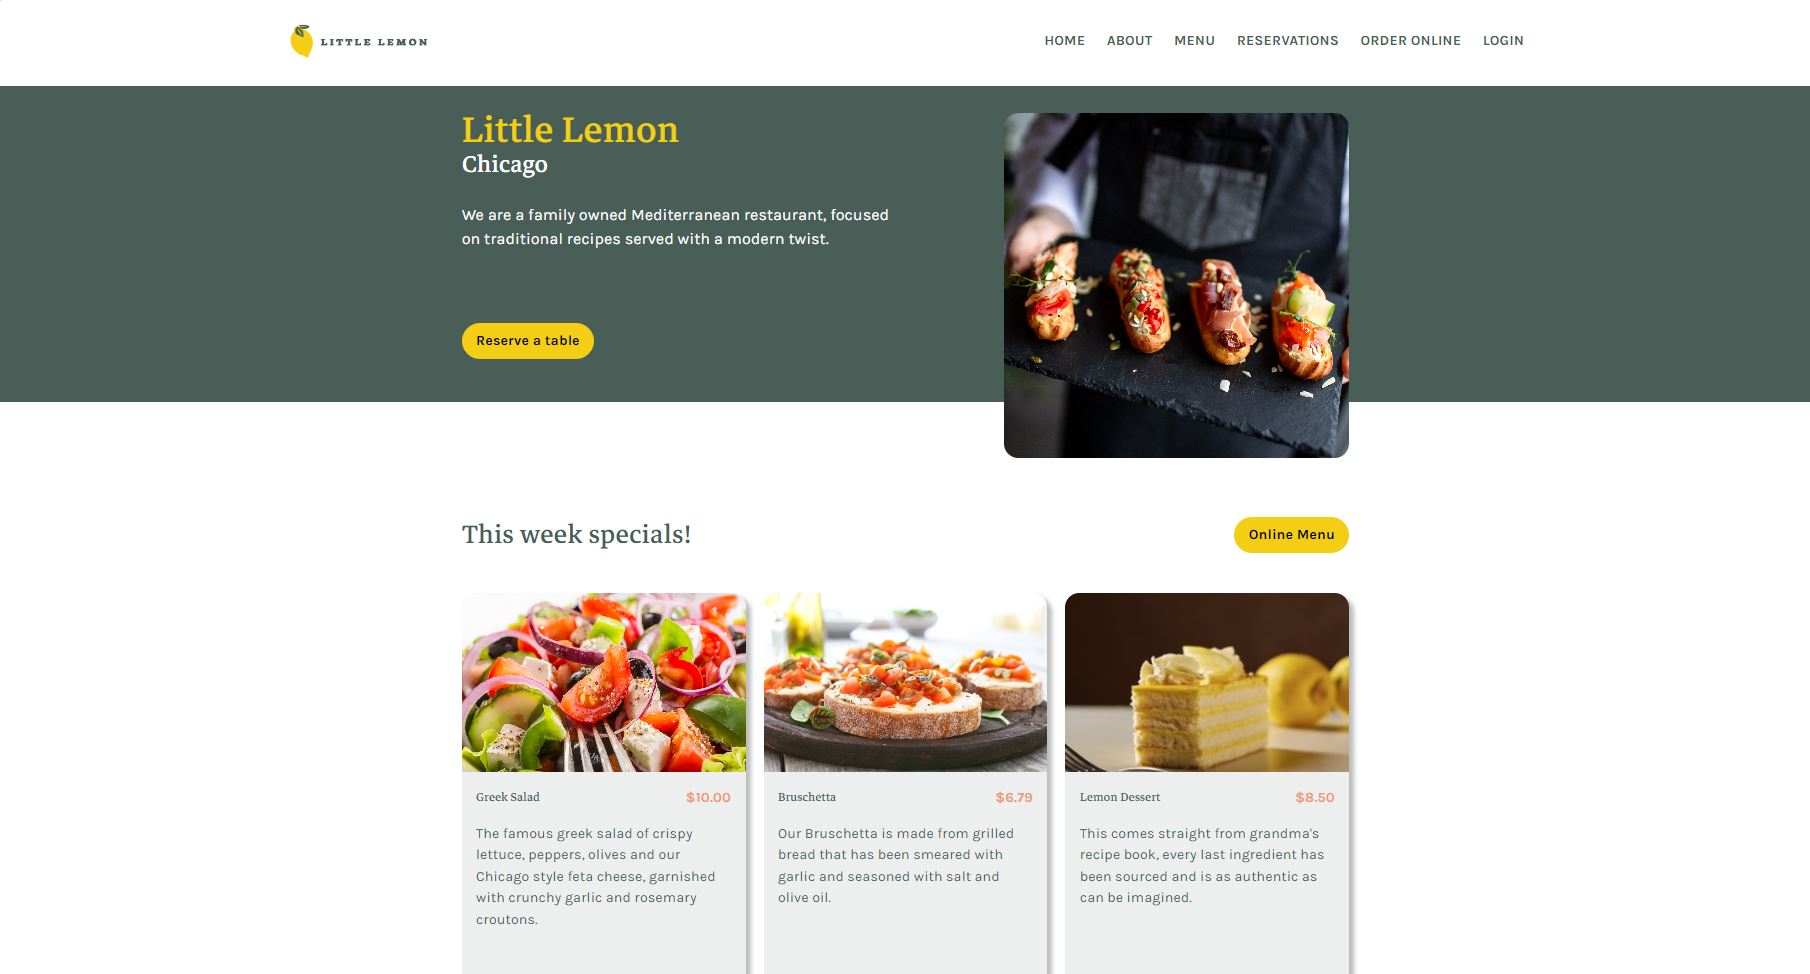 LITTLE LEMON
HOME ABOUT MENU RESERVATIONS ORDER ONLINE LOGIN
Little Lemon
Chicago
We are a family owned Mediterranean restaurant, focused
on traditional recipes served with a modern twist.
Reserve a table
This week specials!
Online Menu
Greek Salad
$10.00
The famous greek salad of crispy
lettuce, peppers, olives and our
Chicago style feta cheese, garnished
with crunchy garlic and rosemary
croutons.
Bruschetta
$6.79
Our Bruschetta is made from grilled
bread that has been smeared with
garlic and seasoned with salt and
olive oil.
Lemon Dessert
$8.50
This comes straight from grandma's
recipe book, every last ingredient has
been sourced and is as authentic as
can be imagined.